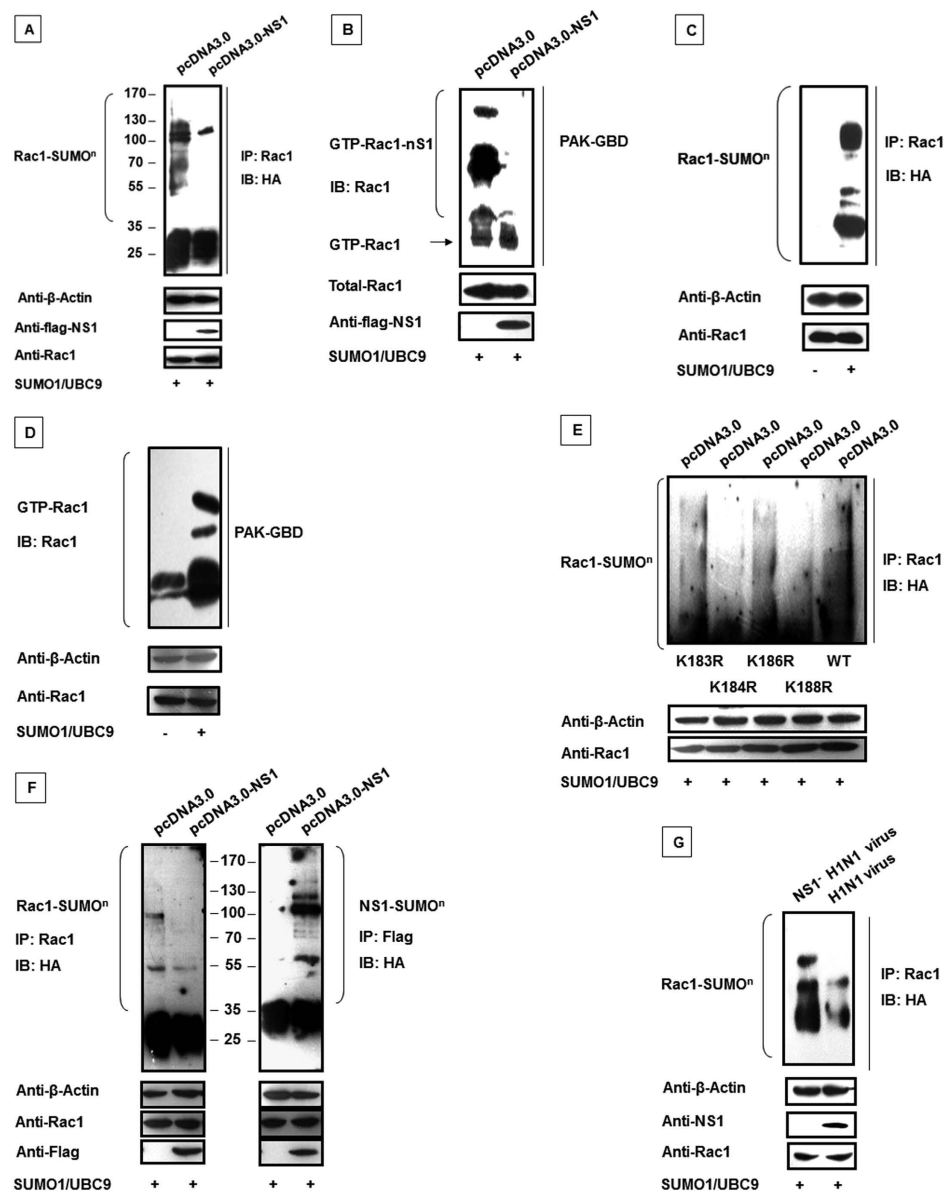 A
pcDNA3.0
pcDNA3.0-NS1
170
130
100
70
55
35
25
Rac1-SUMOⁿ
IP: Rac1
IB: HA
Anti-β-Actin
Anti-flag-NS1
Anti-Rac1
SUMO1/UBC9 + +
B
pcDNA3.0
pcDNA3.0-NS1
GTP-Rac1-nS1
IB: Rac1
GTP-Rac1
PAK-GBD
Total-Rac1
Anti-flag-NS1
SUMO1/UBC9 + +
C
Rac1-SUMOⁿ
IP: Rac1
IB: HA
Anti-β-Actin
Anti-Rac1
SUMO1/UBC9 - +
D
GTP-Rac1
IB: Rac1
PAK-GBD
Anti-β-Actin
Anti-Rac1
SUMO1/UBC9 - +
E
pcDNA3.0
pcDNA3.0
pcDNA3.0
pcDNA3.0
pcDNA3.0
Rac1-SUMOⁿ
IP: Rac1
IB: HA
K183R K186R WT
K184R K188R
Anti-β-Actin
Anti-Rac1
SUMO1/UBC9 + + + + +
F
pcDNA3.0
pcDNA3.0-NS1
pcDNA3.0
pcDNA3.0-NS1
Rac1-SUMOⁿ
IP: Rac1
IB: HA
170
130
100
70
55
35
25
NS1-SUMOⁿ
IP: Flag
IB: HA
Anti-β-Actin
Anti-Rac1
Anti-Flag
SUMO1/UBC9 + + + +
G
NS1⁻ H1N1 virus
H1N1 virus
Rac1-SUMOⁿ
IP: Rac1
IB: HA
Anti-β-Actin
Anti-NS1
Anti-Rac1
SUMO1/UBC9 + +